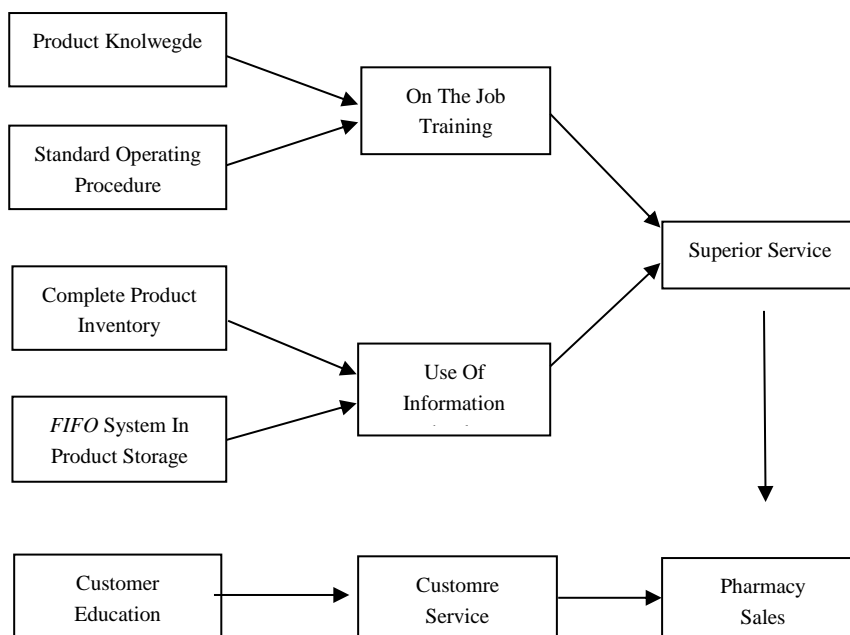 Product Knolwegde
On The Job
Training
Standard Operating
Procedure
Superior Service
Complete Product
Inventory
Use Of
Information
FIFO System In
Product Storage
Customer
Education
Customre
Service
Pharmacy
Sales